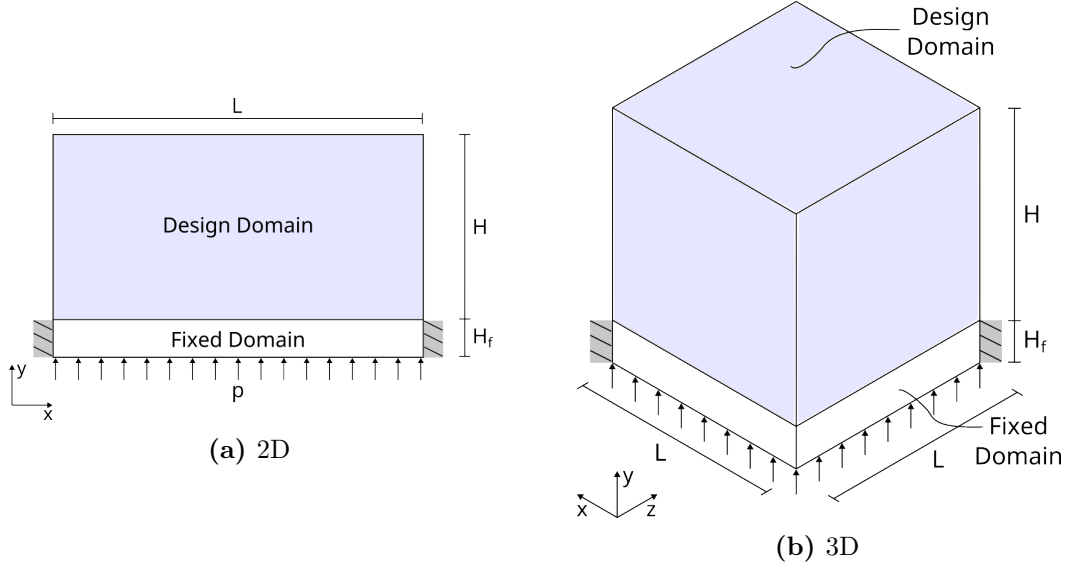 L
Design Domain
H
Fixed Domain
H_f
p
y
x
(a) 2D
Design
Domain
H
H_f
Fixed
Domain
L
L
y
x
z
(b) 3D